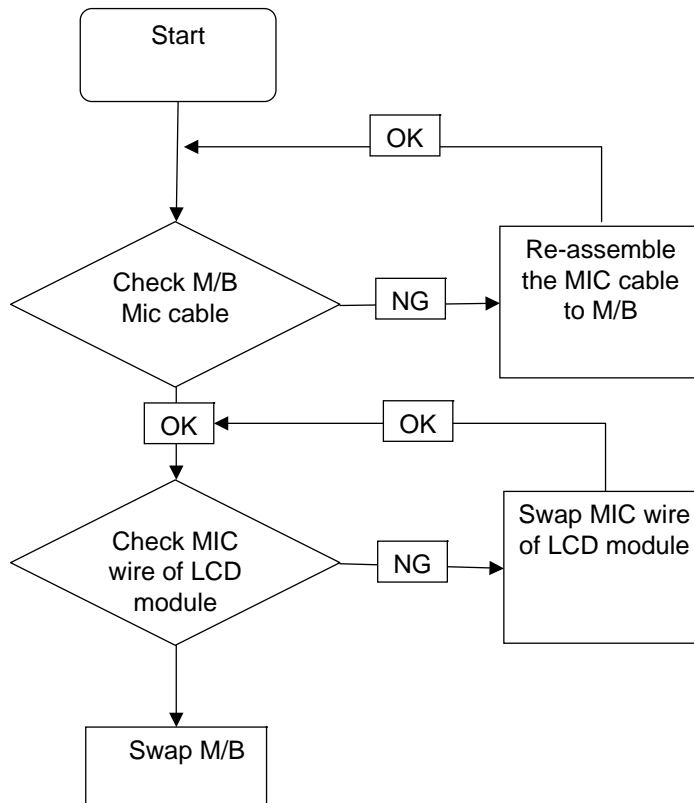 Start
OK
Check M/B
Mic cable
NG
Re-assemble
the MIC cable
to M/B
OK
OK
Check MIC
wire of LCD
module
NG
Swap MIC wire
of LCD module
Swap M/B